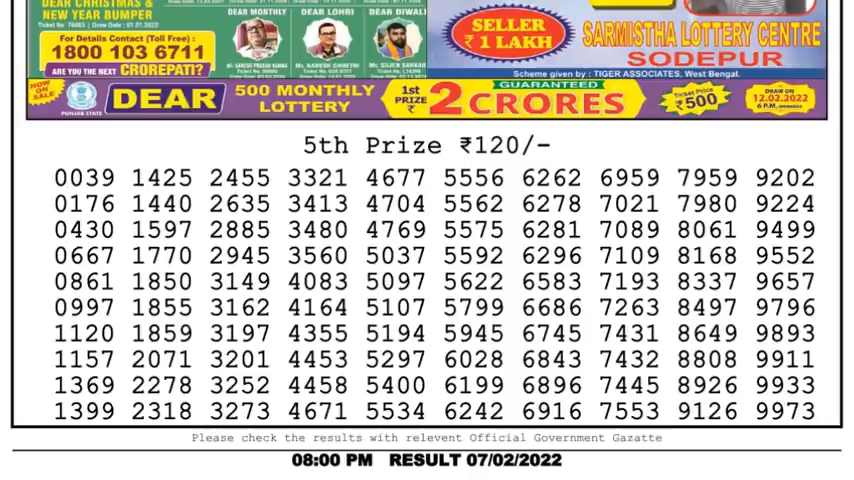 DEAR CHRISTMAS &
NEW YEAR BUMPER
For Details Contact (Toll Free) :
1800 103 6711
ARE YOU THE NEXT CROREPATI?
DEAR MONTHLY
DEAR LOHRI
DEAR DIWALI
SELLER
₹ 1 LAKH
SARMISTHA LOTTERY CENTRE
SODEPUR
Scheme given by : TIGER ASSOCIATES, West Bengal.
NOW ON SALE
PUNJAB STATE
DEAR
500 MONTHLY
LOTTERY
1st
PRIZE
₹
GUARANTEED
2 CRORES
Ticket Price
₹500
DRAW ON
12.02.2022
6 P.M. ONWARDS
5th Prize ₹120/-
0039 1425 2455 3321 4677 5556 6262 6959 7959 9202
0176 1440 2635 3413 4704 5562 6278 7021 7980 9224
0430 1597 2885 3480 4769 5575 6281 7089 8061 9499
0667 1770 2945 3560 5037 5592 6296 7109 8168 9552
0861 1850 3149 4083 5097 5622 6583 7193 8337 9657
0997 1855 3162 4164 5107 5799 6686 7263 8497 9796
1120 1859 3197 4355 5194 5945 6745 7431 8649 9893
1157 2071 3201 4453 5297 6028 6843 7432 8808 9911
1369 2278 3252 4458 5400 6199 6896 7445 8926 9933
1399 2318 3273 4671 5534 6242 6916 7553 9126 9973
Please check the results with relevent Official Government Gazatte
08:00 PM RESULT 07/02/2022